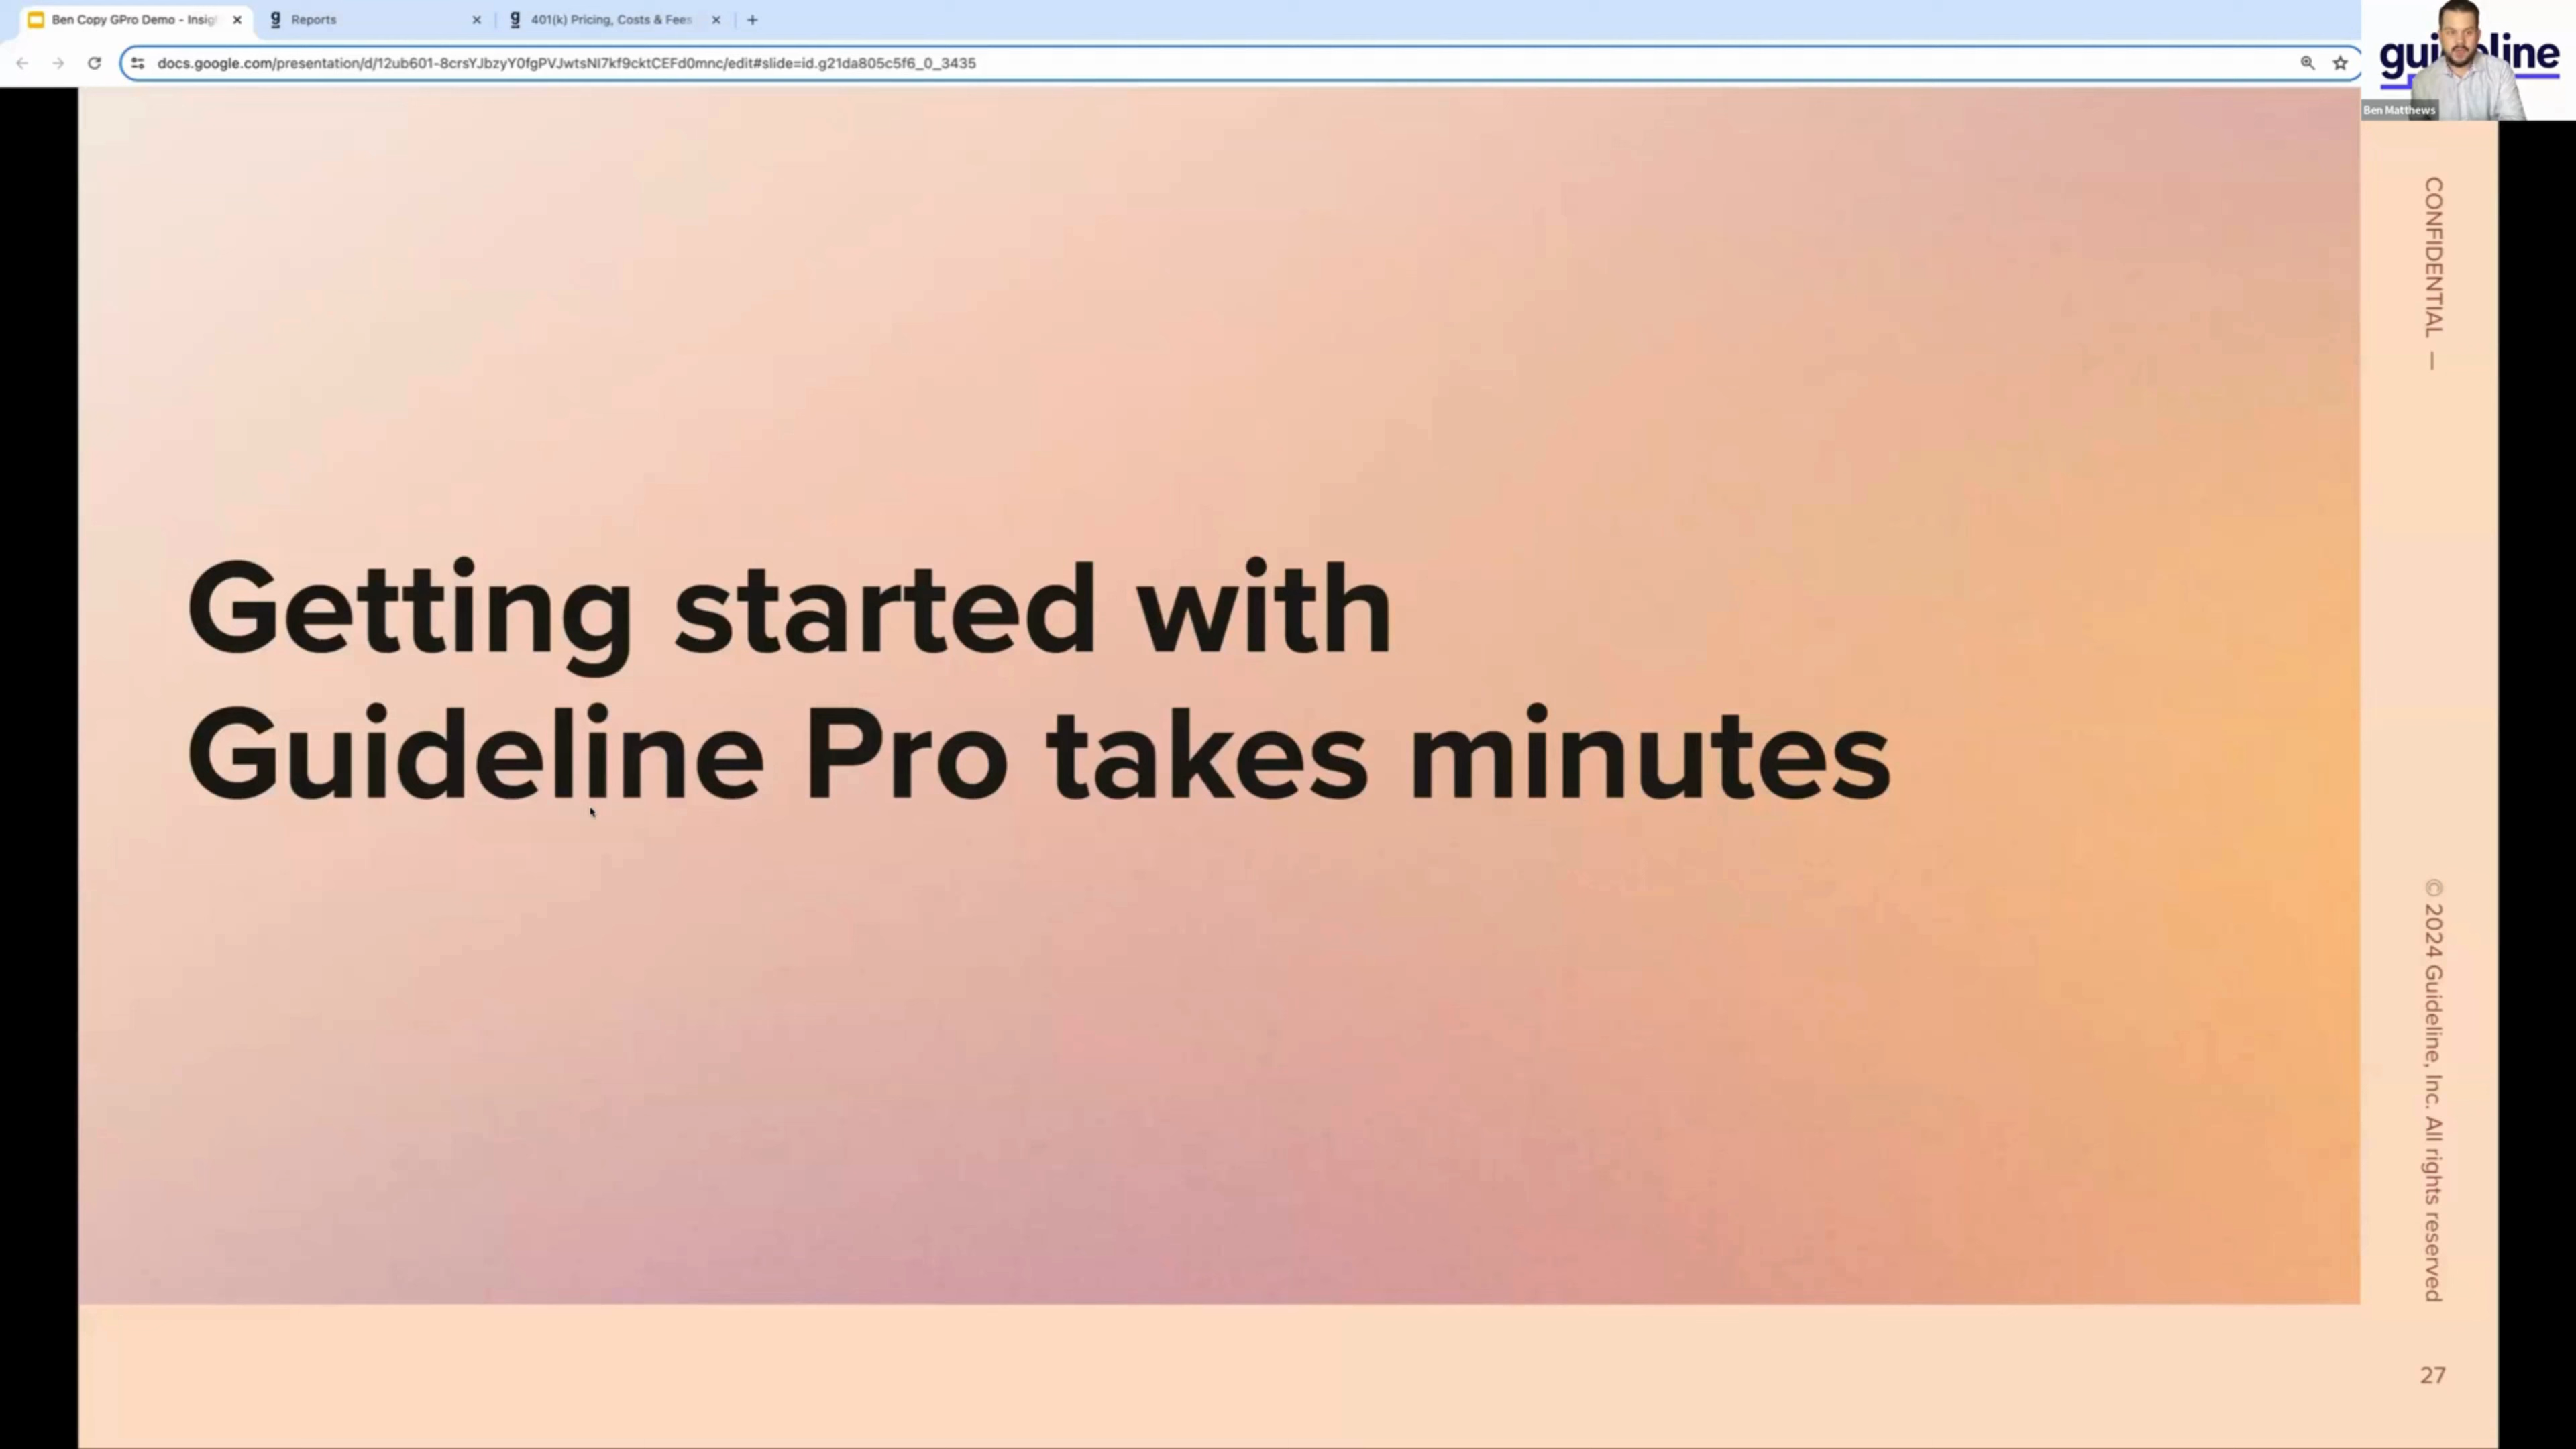 Ben Copy GPro Demo - Insig
Reports
401(k) Pricing, Costs & Fees
docs.google.com/presentation/d/12ub601-8crsYJbzyY0fgPVJwtsNI7kf9cktCEFd0mnc/edit#slide=id.g21da805c5f6_0_3435
guideline
Ben Matthews
CONFIDENTIAL —
Getting started with
Guideline Pro takes minutes
© 2024 Guideline, Inc. All rights reserved
27